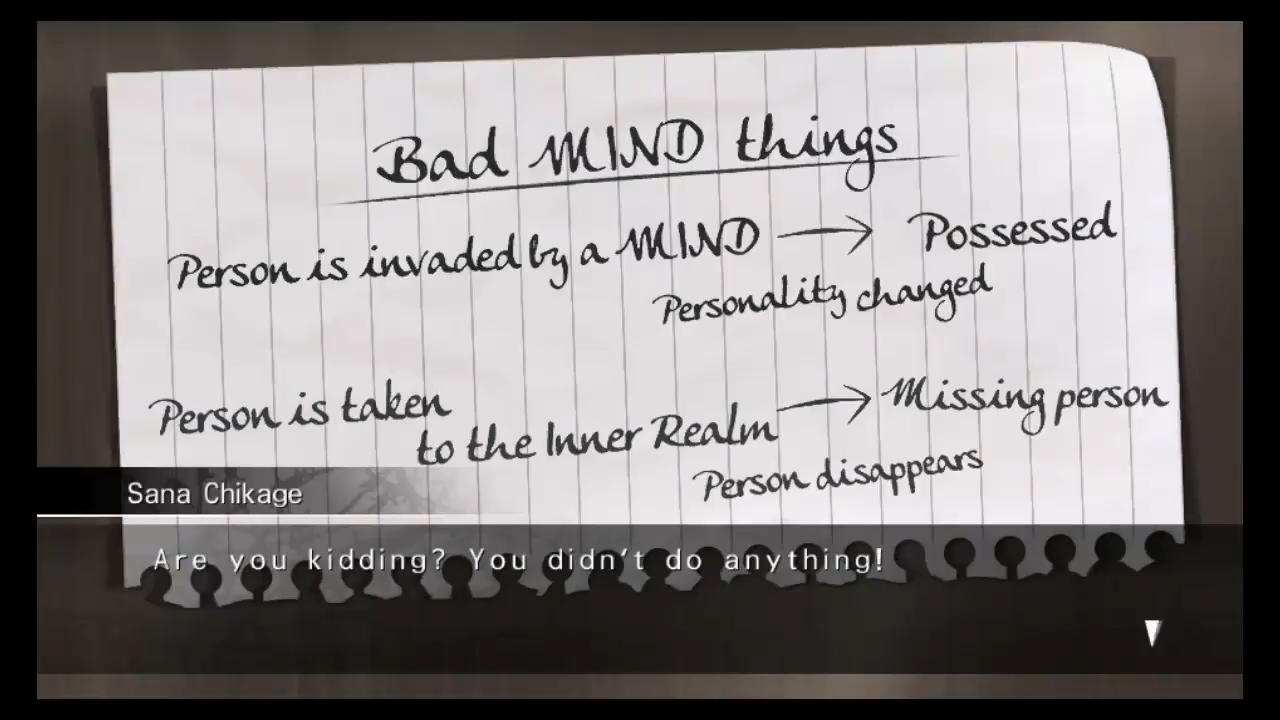 Bad MIND things
Person is invaded by a MIND → Possessed
Personality changed
Person is taken
to the Inner Realm → Missing person
Person disappears
Sana Chikage
Are you kidding? You didn't do anything!